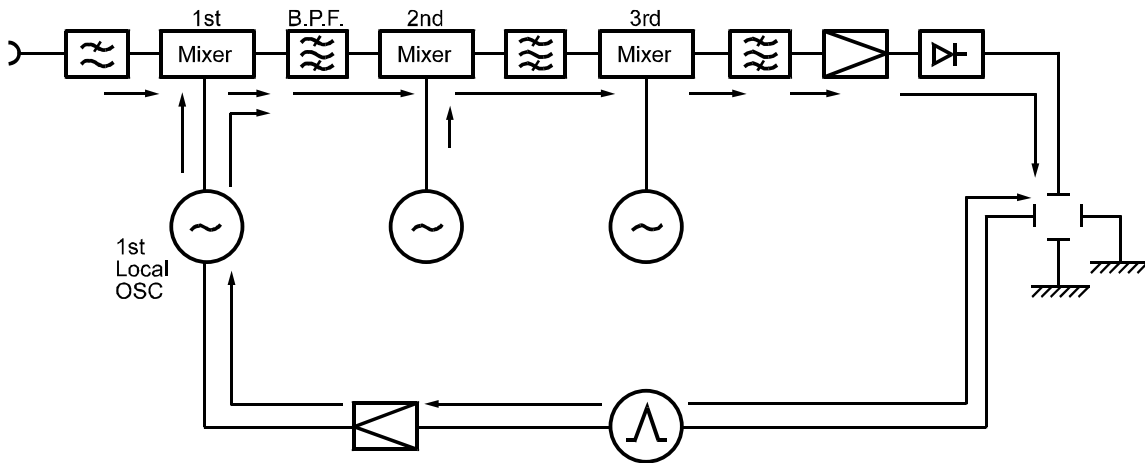 1st
B.P.F.
2nd
3rd
Mixer
Mixer
Mixer
1st
Local
OSC